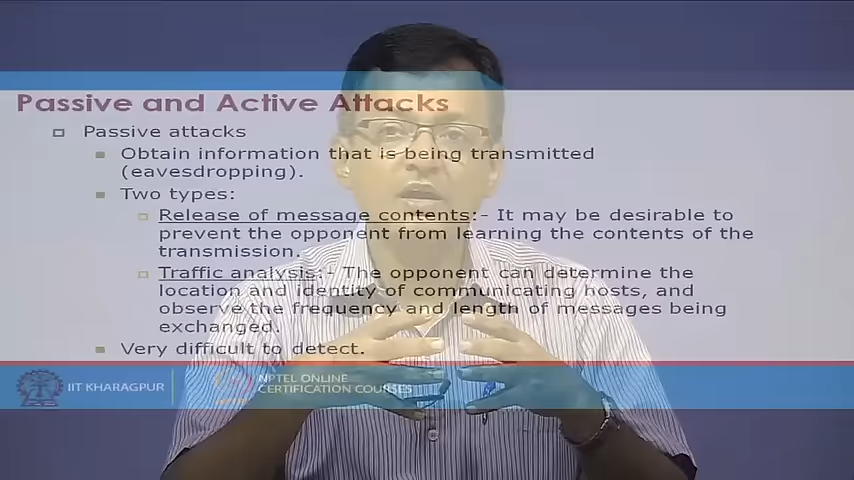 Passive and Active Attacks
Passive attacks
Obtain information that is being transmitted
(eavesdropping).
Two types:
Release of message contents:- It may be desirable to
prevent the opponent from learning the contents of the
transmission.
Traffic analysis:- The opponent can determine the
location and identity of communicating hosts, and
observe the frequency and length of messages being
exchanged.
Very difficult to detect.
IIT KHARAGPUR
NPTEL ONLINE
CERTIFICATION COURSES